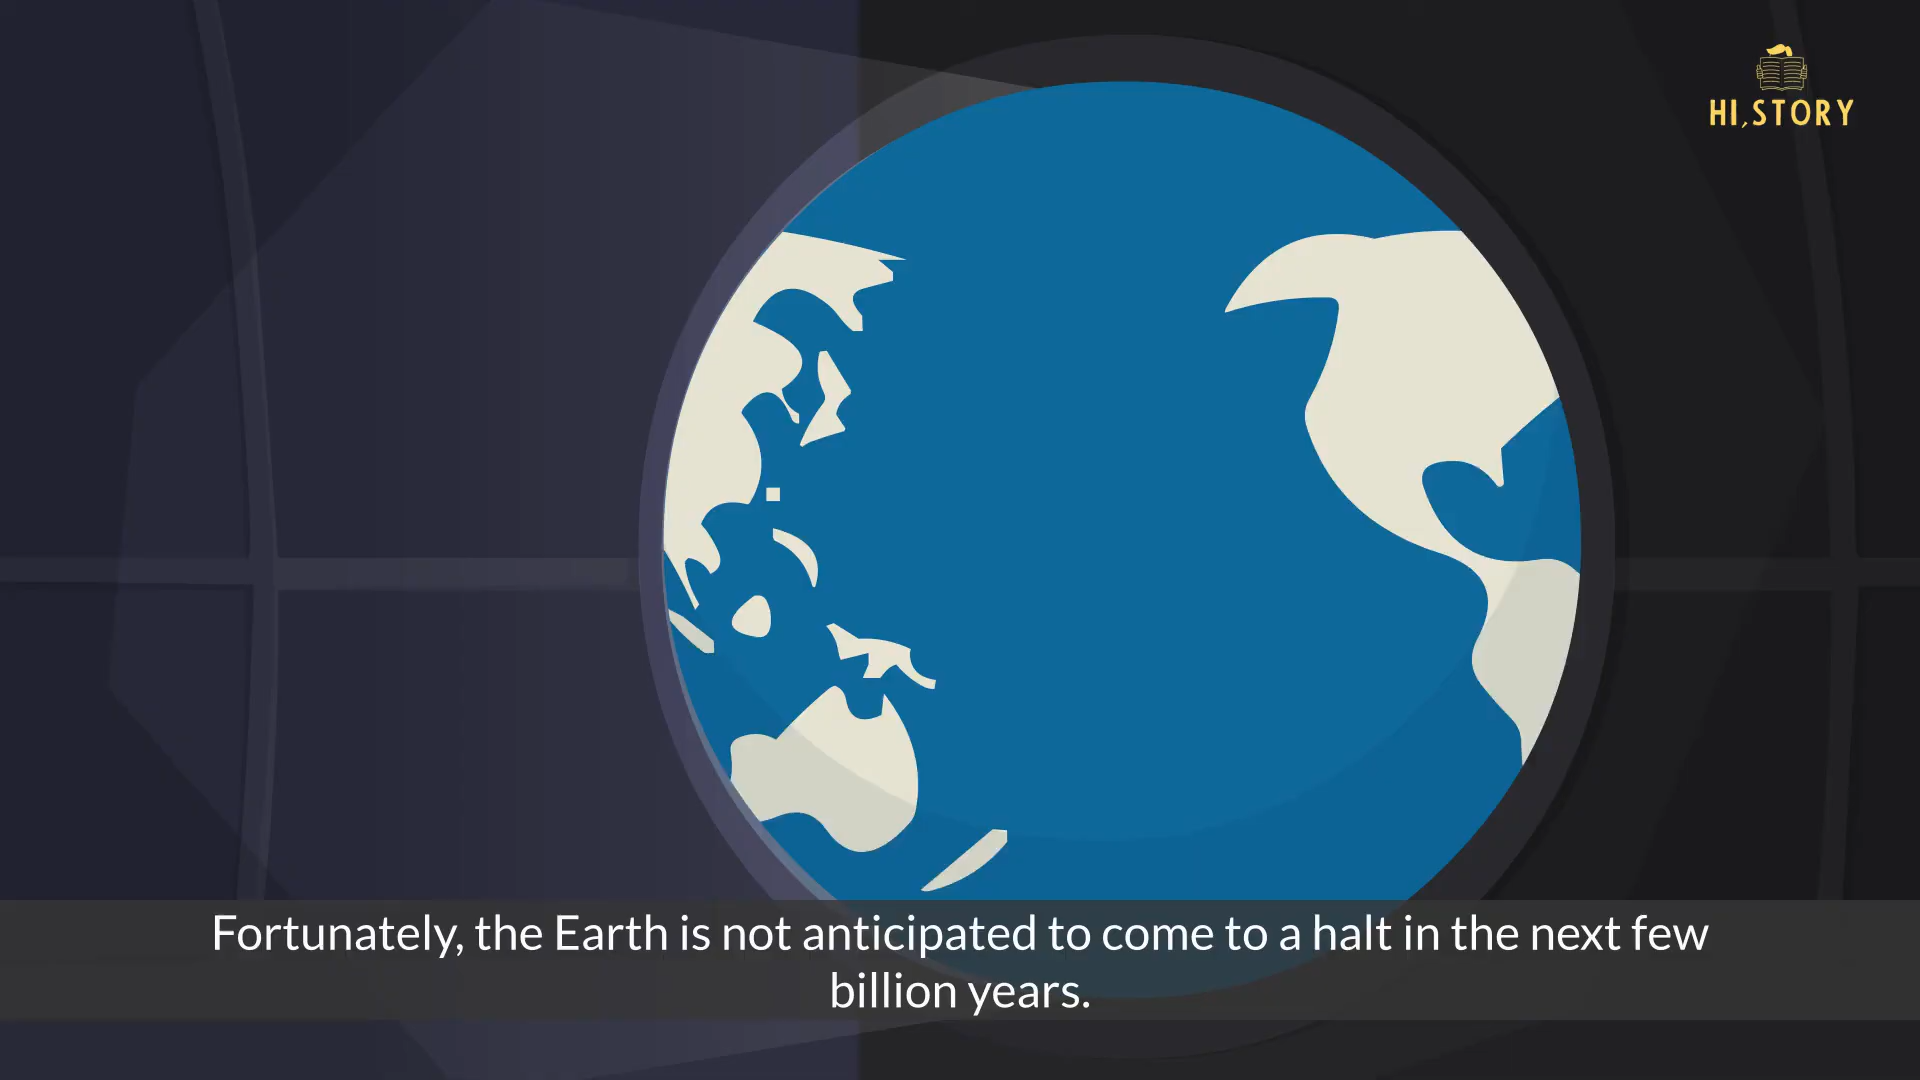 HI,STORY
Fortunately, the Earth is not anticipated to come to a halt in the next few
billion years.